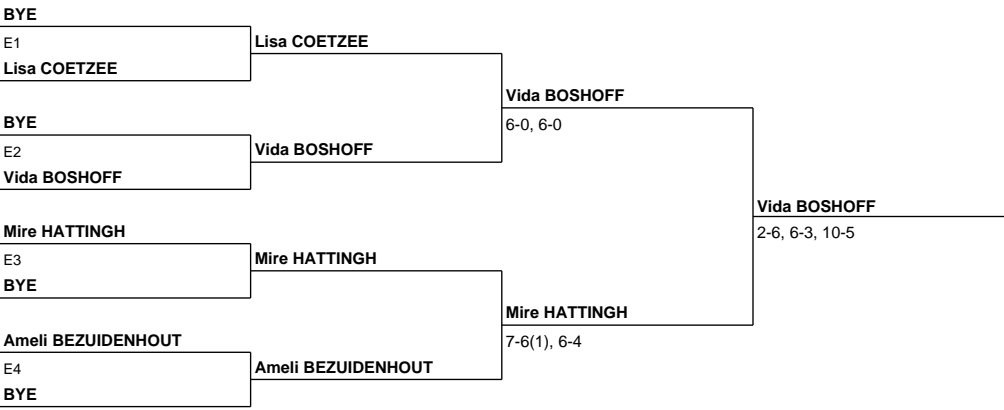 BYE
E1
Lisa COETZEE
BYE
E2
Vida BOSHOFF
Mire HATTINGH
E3
BYE
Ameli BEZUIDENHOUT
E4
BYE
Lisa COETZEE
Vida BOSHOFF
Mire HATTINGH
Ameli BEZUIDENHOUT
Vida BOSHOFF
6-0, 6-0
Mire HATTINGH
7-6(1), 6-4
Vida BOSHOFF
2-6, 6-3, 10-5